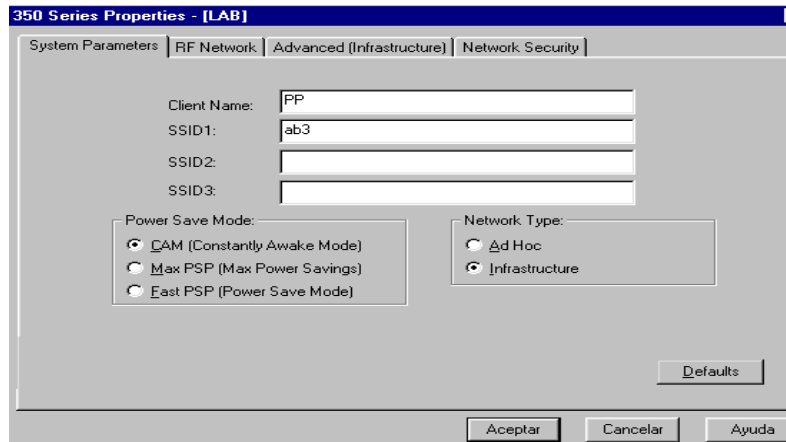 350 Series Properties - [LAB]
System Parameters RF Network Advanced (Infrastructure) Network Security
Client Name: PP
SSID1: ab3
SSID2:
SSID3:
Power Save Mode:
CAM (Constantly Awake Mode)
Max PSP (Max Power Savings)
Fast PSP (Power Save Mode)
Network Type:
Ad Hoc
Infrastructure
Defaults
Aceptar Cancelar Ayuda